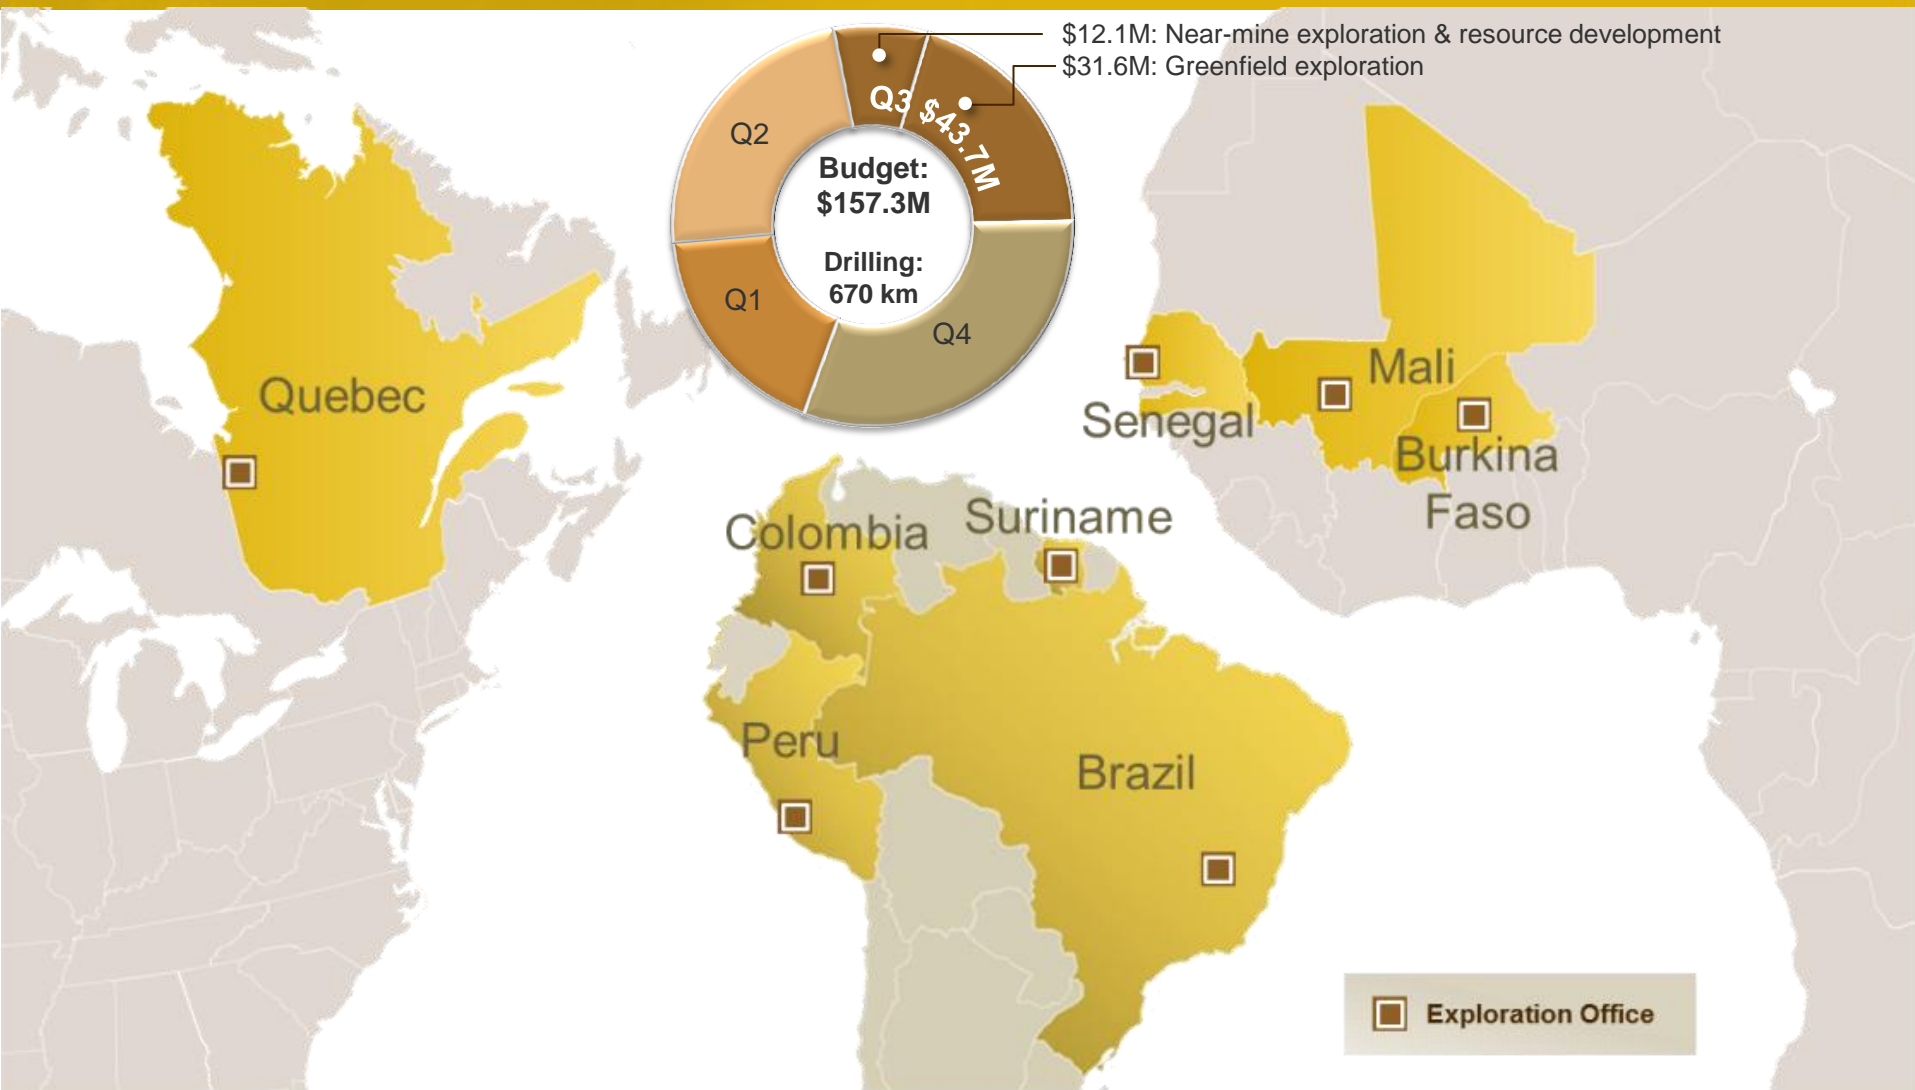 $12.1M: Near-mine exploration & resource development
$31.6M: Greenfield exploration
Q3 $43.7M
Q2
Budget:
$157.3M
Drilling:
670 km
Q1
Q4
Quebec
Mali
Senegal
Burkina
Faso
Colombia
Suriname
Peru
Brazil
Exploration Office